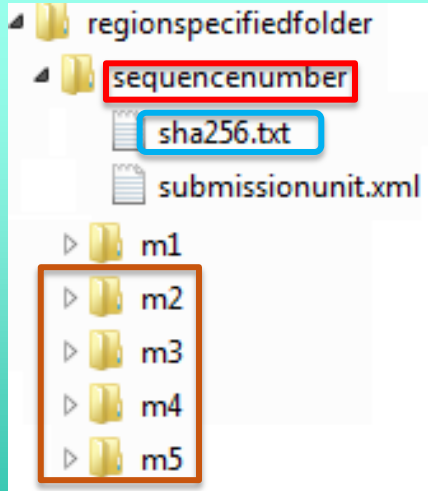 regionspecifiedfolder
sequencenumber
sha256.txt
submissionunit.xml
m1
m2
m3
m4
m5